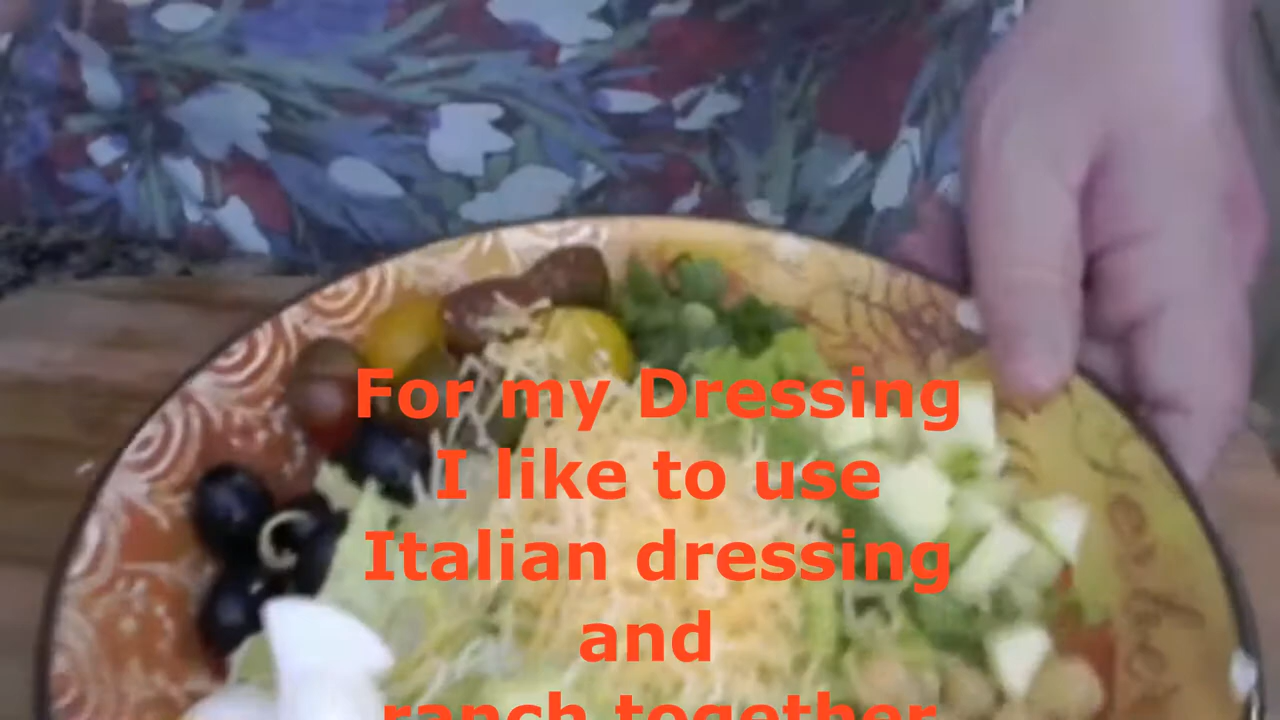 For my Dressing
I like to use
Italian dressing
and
ranch together